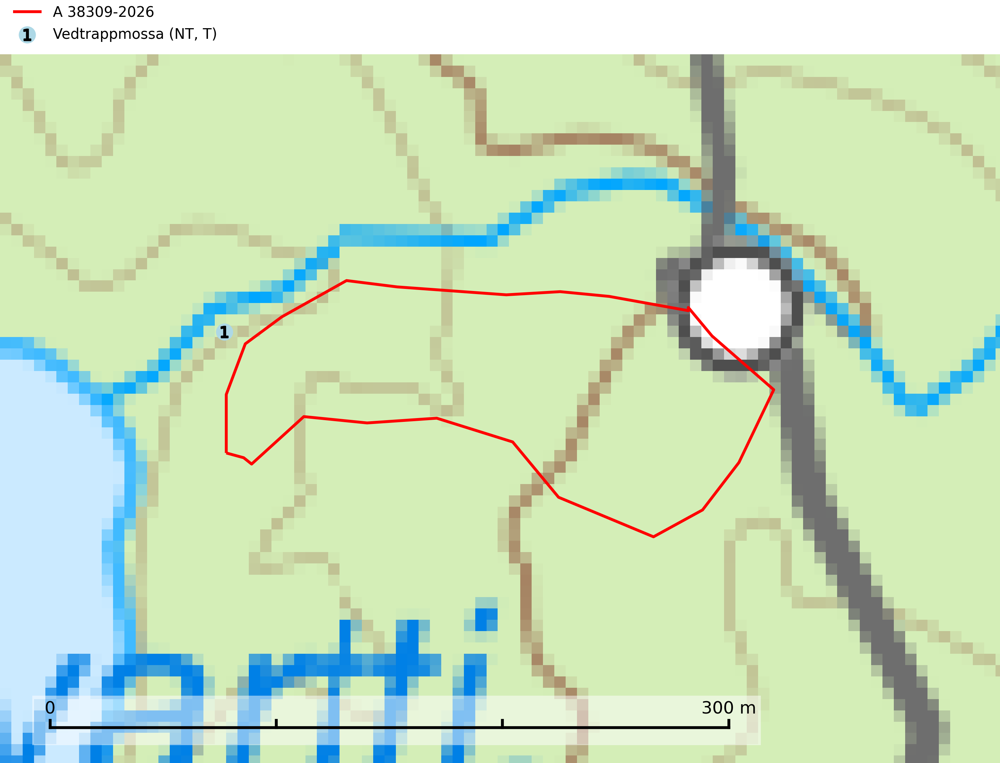 A 38309-2026
1 Vedtrappmossa (NT, T)
1
0 300 m